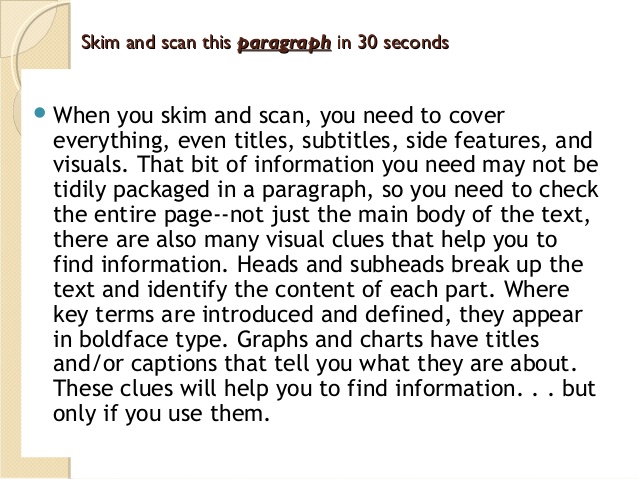 Skim and scan this paragraph in 30 seconds
When you skim and scan, you need to cover
everything, even titles, subtitles, side features, and
visuals. That bit of information you need may not be
tidily packaged in a paragraph, so you need to check
the entire page--not just the main body of the text,
there are also many visual clues that help you to
find information. Heads and subheads break up the
text and identify the content of each part. Where
key terms are introduced and defined, they appear
in boldface type. Graphs and charts have titles
and/or captions that tell you what they are about.
These clues will help you to find information. . . but
only if you use them.